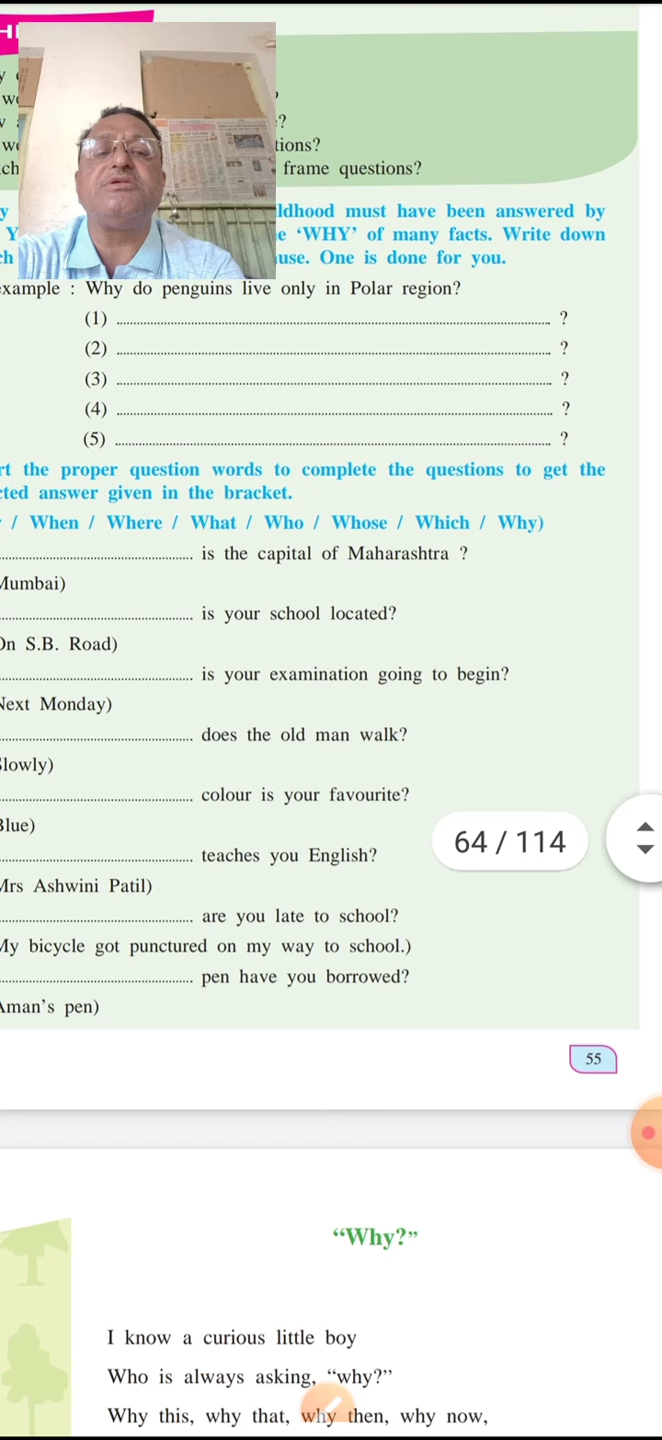 HI
y
we ?
v ?
we tions?
ch frame questions?
y ldhood must have been answered by
Y e ‘WHY’ of many facts. Write down
ch use. One is done for you.
xample : Why do penguins live only in Polar region?
(1) ?
(2) ?
(3) ?
(4) ?
(5) ?
rt the proper question words to complete the questions to get the
cted answer given in the bracket.
/ When / Where / What / Who / Whose / Which / Why)
is the capital of Maharashtra ?
Mumbai)
is your school located?
On S.B. Road)
is your examination going to begin?
Next Monday)
does the old man walk?
Slowly)
colour is your favourite?
Blue)
64 / 114
teaches you English?
Mrs Ashwini Patil)
are you late to school?
My bicycle got punctured on my way to school.)
pen have you borrowed?
Aman’s pen)
55
“Why?”
I know a curious little boy
Who is always asking, “why?”
Why this, why that, why then, why now,